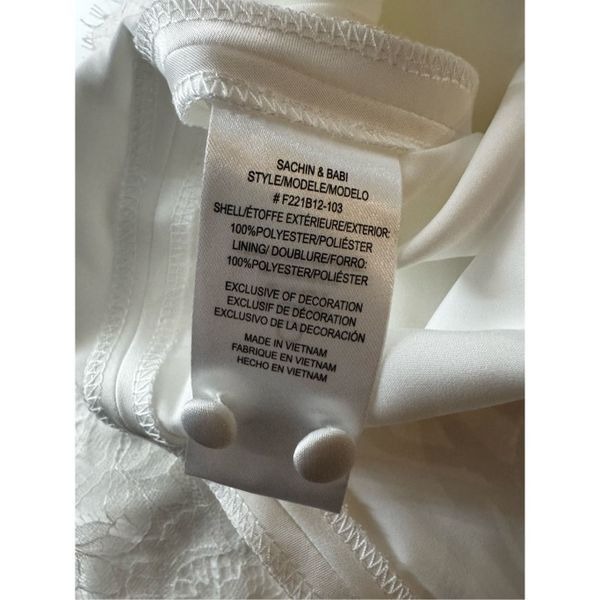 SACHIN & BABI
STYLE/MODELE/MODELO
# F221B12-103
SHELL/ÉTOFFE EXTÉRIEURE/EXTERIOR:
100%POLYESTER/POLIÉSTER
LINING/ DOUBLURE/FORRO:
100%POLYESTER/POLIÉSTER
EXCLUSIVE OF DECORATION
EXCLUSIF DE DÉCORATION
EXCLUSIVO DE LA DECORACIÓN
MADE IN VIETNAM
FABRIQUE EN VIETNAM
HECHO EN VIETNAM